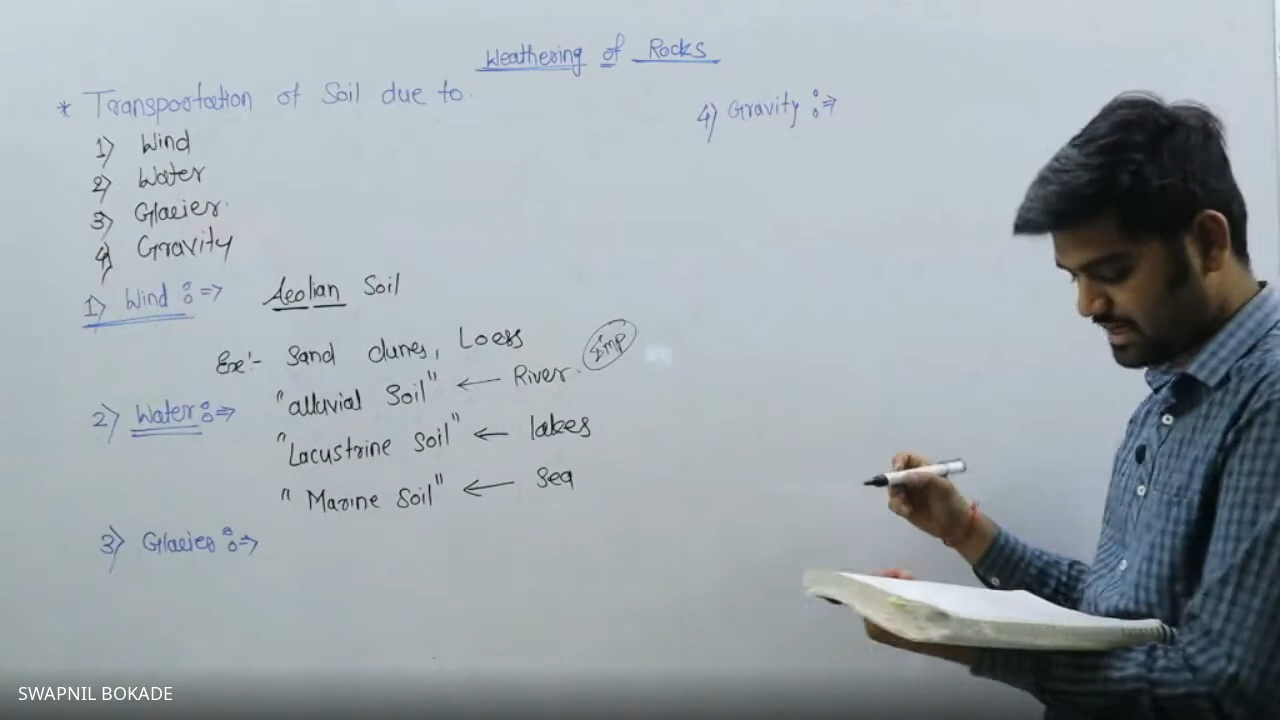 Weathering of Rocks
* Transportation of Soil due to.
1) Wind
2) Water
3) Glacier.
4) Gravity
1) Wind :⇒ Aeolian Soil
Ex:- Sand dunes, Loess
2) Water :⇒ "alluvial Soil" ← River. Imp
"Lacustrine Soil" ← lakes
"Marine Soil" ← Sea
3) Glacier :⇒
4) Gravity :⇒
SWAPNIL BOKADE